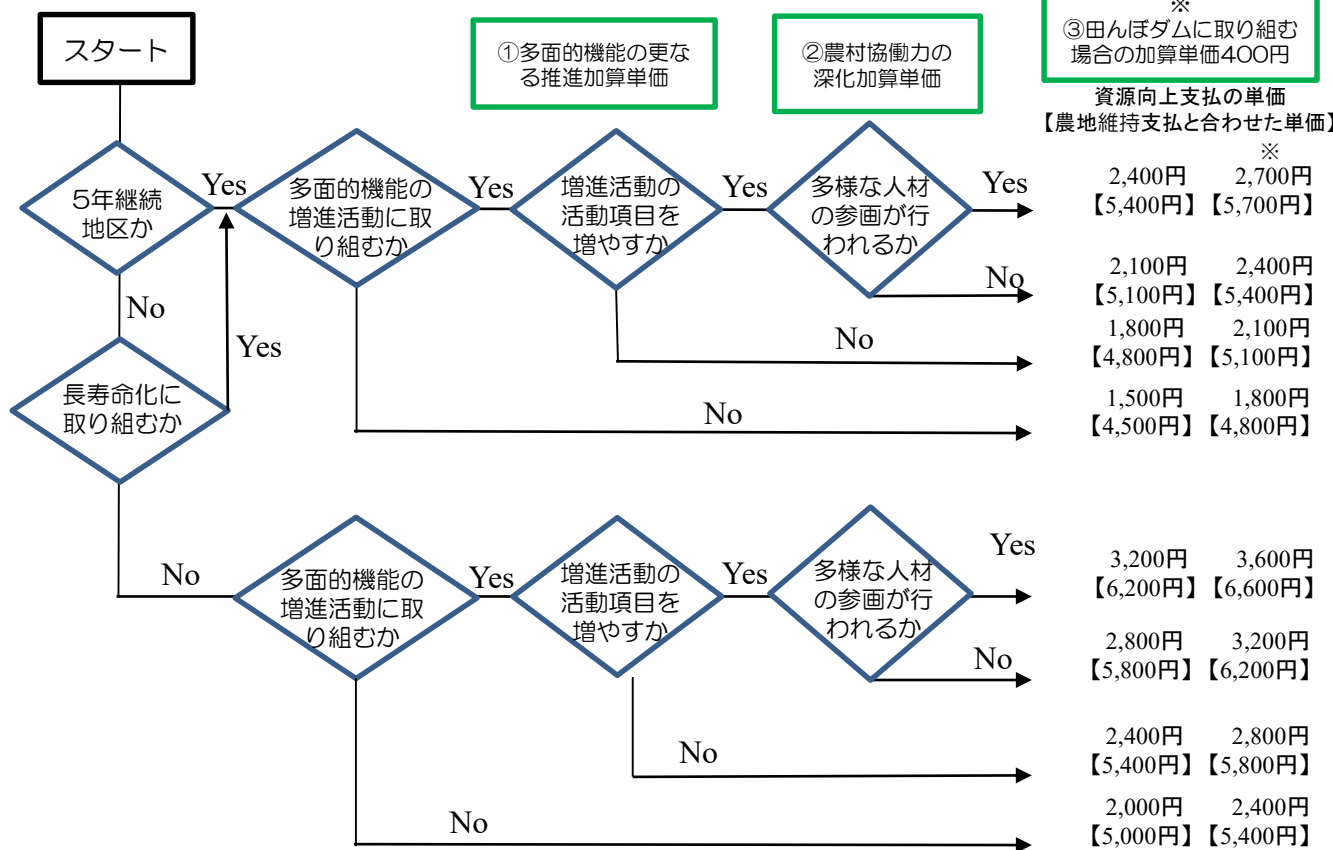 スタート
①多面的機能の更な
る推進加算単価
②農村協働力の
深化加算単価
※
③田んぼダムに取り組む
場合の加算単価400円
資源向上支払の単価
【農地維持支払と合わせた単価】
※
5年継続
地区か
Yes
多面的機能の
増進活動に取
り組むか
Yes
増進活動の
活動項目を
増やすか
Yes
多様な人材
の参画が行
われるか
Yes
2,400円 2,700円
【5,400円】【5,700円】
No
2,100円 2,400円
【5,100円】【5,400円】
No
1,800円 2,100円
【4,800円】【5,100円】
No
1,500円 1,800円
【4,500円】【4,800円】
No
Yes
長寿命化に
取り組むか
No
多面的機能の
増進活動に取
り組むか
Yes
増進活動の
活動項目を
増やすか
Yes
多様な人材
の参画が行
われるか
Yes
3,200円 3,600円
【6,200円】【6,600円】
No
2,800円 3,200円
【5,800円】【6,200円】
No
2,400円 2,800円
【5,400円】【5,800円】
No
2,000円 2,400円
【5,000円】【5,400円】